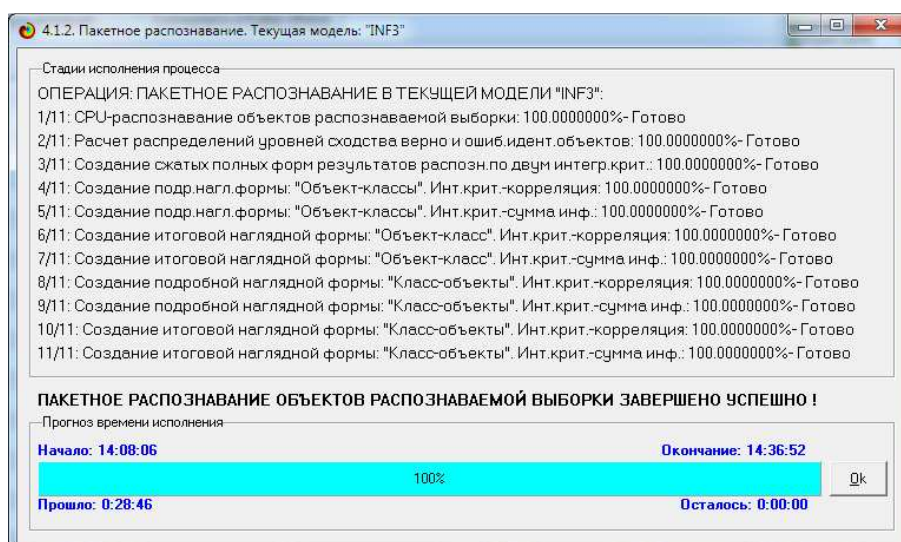 4.1.2. Пакетное распознавание. Текущая модель: "INF3"
Стадии исполнения процесса
ОПЕРАЦИЯ: ПАКЕТНОЕ РАСПОЗНАВАНИЕ В ТЕКУЩЕЙ МОДЕЛИ "INF3":
1/11: CPU-распознавание объектов распознаваемой выборки: 100.0000000%- Готово
2/11: Расчет распределений уровней сходства верно и ошиб.идент.объектов: 100.0000000%- Готово
3/11: Создание сжатых полных форм результатов распозн.по двум интегр.крит.: 100.0000000%- Готово
4/11: Создание подр.нагл.формы: "Объект-классы". Инт.крит.-корреляция: 100.0000000%- Готово
5/11: Создание подр.нагл.формы: "Объект-классы". Инт.крит.-сумма инф.: 100.0000000%- Готово
6/11: Создание итоговой наглядной формы: "Объект-класс". Инт.крит.-корреляция: 100.0000000%- Готово
7/11: Создание итоговой наглядной формы: "Объект-класс". Инт.крит.-сумма инф.: 100.0000000%- Готово
8/11: Создание подробной наглядной формы: "Класс-объекты". Инт.крит.-корреляция: 100.0000000%- Готово
9/11: Создание подробной наглядной формы: "Класс-объекты". Инт.крит.-сумма инф.: 100.0000000%- Готово
10/11: Создание итоговой наглядной формы: "Класс-объекты". Инт.крит.-корреляция: 100.0000000%- Готово
11/11: Создание итоговой наглядной формы: "Класс-объекты". Инт.крит.-сумма инф.: 100.0000000%- Готово
ПАКЕТНОЕ РАСПОЗНАВАНИЕ ОБЪЕКТОВ РАСПОЗНАВАЕМОЙ ВЫБОРКИ ЗАВЕРШЕНО УСПЕШНО !
Прогноз времени исполнения
Начало: 14:08:06
Окончание: 14:36:52
100%
Ok
Прошло: 0:28:46
Осталось: 0:00:00